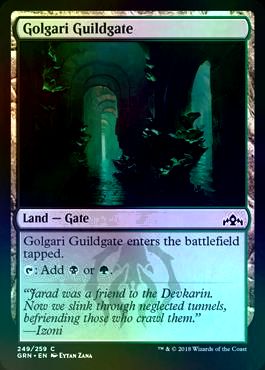 Golgari Guildgate
Land — Gate
Golgari Guildgate enters the battlefield
tapped.
: Add or .
"Jarad was a friend to the Devkarin.
Now we slink through neglected tunnels,
befriending those who crawl them."
—Izoni
249/259 C
GRN • EN EYTAN ZANA
™ & © 2018 Wizards of the Coast